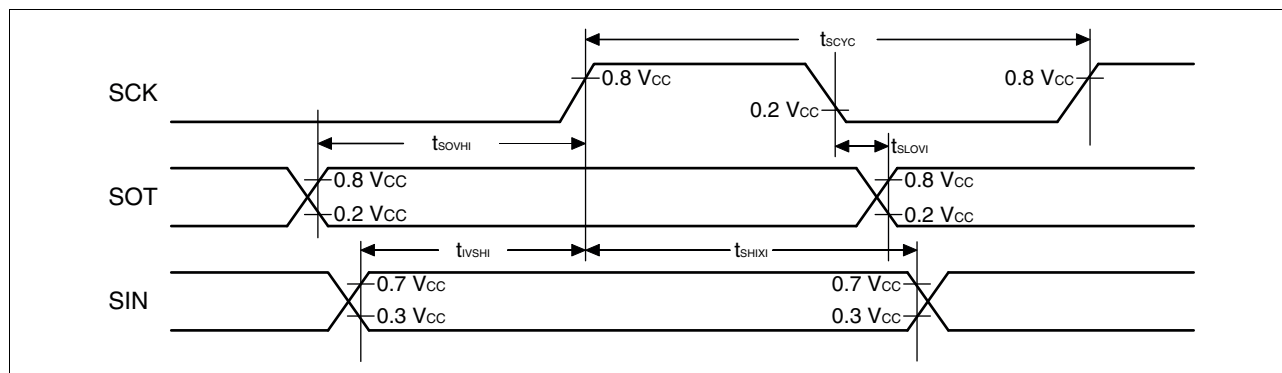 tSCYC
SCK
0.8 VCC
0.8 VCC
0.2 VCC
tSOVHI
tSLOVI
SOT
0.8 VCC
0.8 VCC
0.2 VCC
0.2 VCC
tIVSHI
tSHIXI
SIN
0.7 VCC
0.7 VCC
0.3 VCC
0.3 VCC